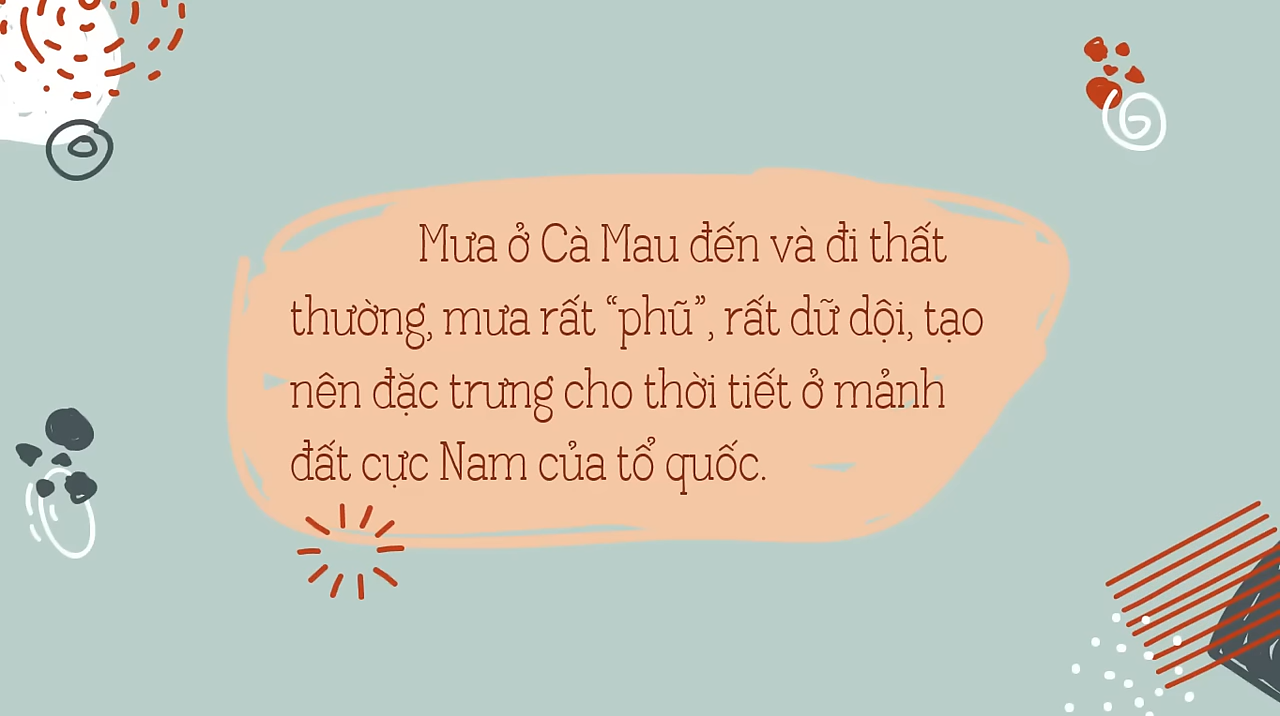 Mưa ở Cà Mau đến và đi thất
thường, mưa rất “phũ”, rất dữ dội, tạo
nên đặc trưng cho thời tiết ở mảnh
đất cực Nam của tổ quốc.